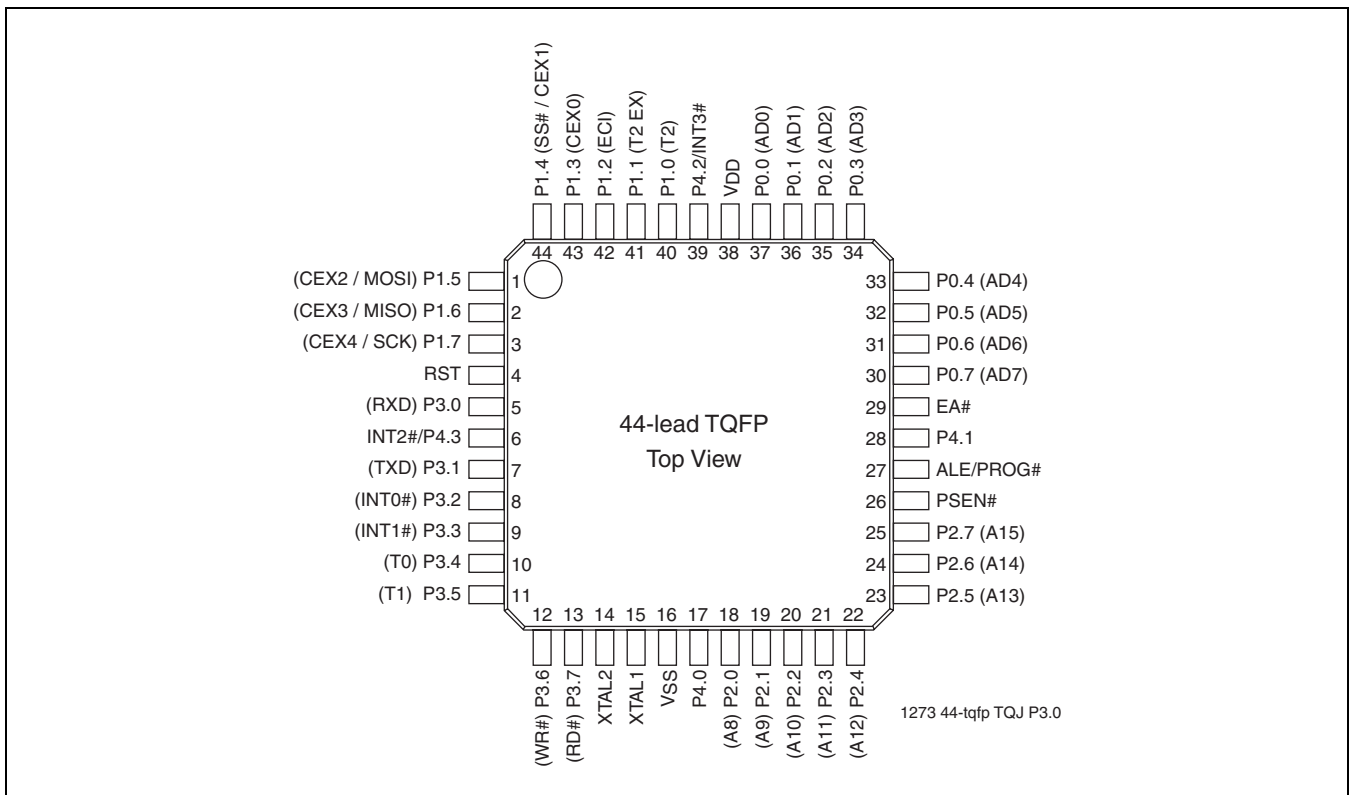 P1.4 (SS# / CEX1)
P1.3 (CEX0)
P1.2 (ECI)
P1.1 (T2 EX)
P1.0 (T2)
P4.2/INT3#
VDD
P0.0 (AD0)
P0.1 (AD1)
P0.2 (AD2)
P0.3 (AD3)
44 43 42 41 40 39 38 37 36 35 34
(CEX2 / MOSI) P1.5 1
(CEX3 / MISO) P1.6 2
(CEX4 / SCK) P1.7 3
RST 4
(RXD) P3.0 5
INT2#/P4.3 6
(TXD) P3.1 7
(INT0#) P3.2 8
(INT1#) P3.3 9
(T0) P3.4 10
(T1) P3.5 11
44-lead TQFP
Top View
33 P0.4 (AD4)
32 P0.5 (AD5)
31 P0.6 (AD6)
30 P0.7 (AD7)
29 EA#
28 P4.1
27 ALE/PROG#
26 PSEN#
25 P2.7 (A15)
24 P2.6 (A14)
23 P2.5 (A13)
12 13 14 15 16 17 18 19 20 21 22
(WR#) P3.6
(RD#) P3.7
XTAL2
XTAL1
VSS
P4.0
(A8) P2.0
(A9) P2.1
(A10) P2.2
(A11) P2.3
(A12) P2.4
1273 44-tqfp TQJ P3.0